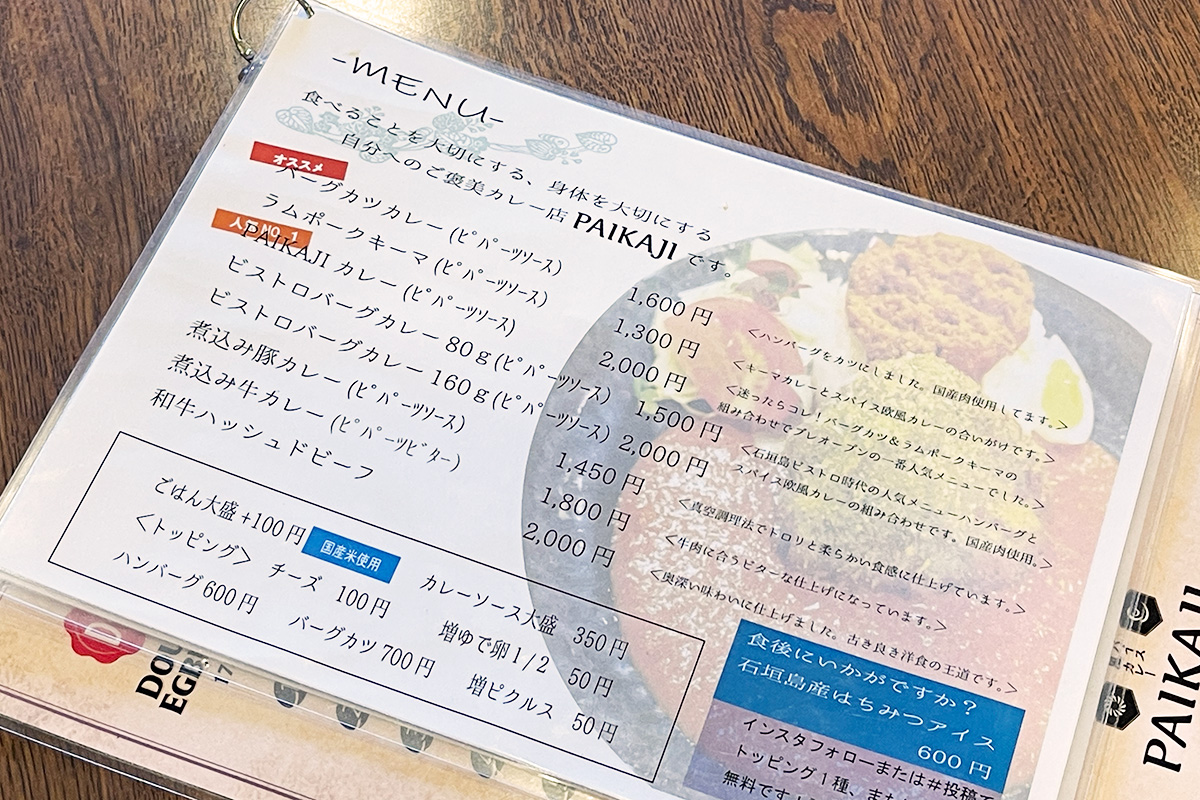 -MENU-
食べることを大切にする、身体を大切にする
自分へのご褒美カレー店 PAIKAJI です。
オススメ
バーグカツカレー (ピパーツソース) 1,600円 <ハンバーグをカツにしました。国産肉使用してます。>
ラムポークキーマ (ピパーツソース) 1,300円 <キーマカレーとスパイス欧風カレーの合いがけです。>
人気NO.1
PAIKAJI カレー (ピパーツソース) 2,000円 <迷ったらコレ!バーグカツ&ラムポークキーマの
組み合わせでプレオープンの一番人気メニューでした。>
ビストロバーグカレー 80g (ピパーツソース) 1,500円 <石垣島ビストロ時代の人気メニューハンバーグと
スパイス欧風カレーの組み合わせです。国産肉使用。>
ビストロバーグカレー 160g (ピパーツソース) 2,000円
煮込み豚カレー (ピパーツソース) 1,450円 <真空調理法でトロリと柔らかい食感に仕上げています。>
煮込み牛カレー (ピパーツビター) 1,800円 <牛肉に合うビターな仕上げになっています。>
和牛ハッシュドビーフ 2,000円 <奥深い味わいに仕上げました。古き良き洋食の王道です。>
ごはん大盛 +100円 国産米使用 カレーソース大盛 350円
<トッピング> チーズ 100円 増ゆで卵1/2 50円
ハンバーグ600円 バーグカツ 700円 増ピクルス 50円
食後にいかがですか?
石垣島産はちみつアイス
600円
インスタフォローまたは#投稿で
トッピング1種、また
無料です!
DOU
EGI
17
PAIKAJI